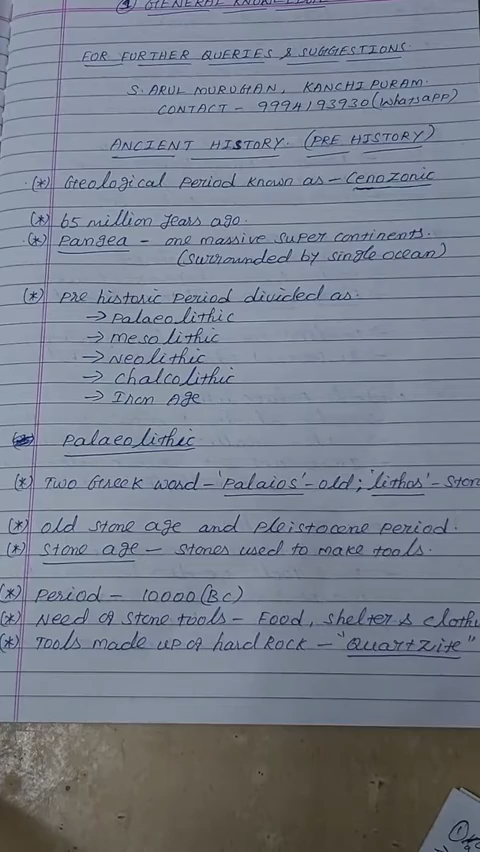 ① GENERAL KNOWLEDGE
FOR FURTHER QUERIES & SUGGESTIONS.
S. ARUL MURUGHAN, KANCHIPURAM.
CONTACT - 9994193930 (Whatsapp)
ANCIENT HISTORY. (PRE HISTORY)
(*) Geological Period known as - Cenozonic
(*) 65 million years ago.
(*) Pangea - one massive super continents.
(surrounded by single ocean)
(*) Pre historic period divided as.
→ Palaeolithic
→ mesolithic
→ Neolithic
→ chalcolithic
→ Iron Age
Palaeolithic
(*) Two Greek word - 'Palaios' - old; 'lithos' - Stone
(*) old stone age and Pleistocene Period.
(*) Stone age - stones used to make tools.
(*) Period - 10000 (BC)
(*) Need of stone tools - Food, shelter &
(*) Tools made up of hard Rock - "Quartzite"